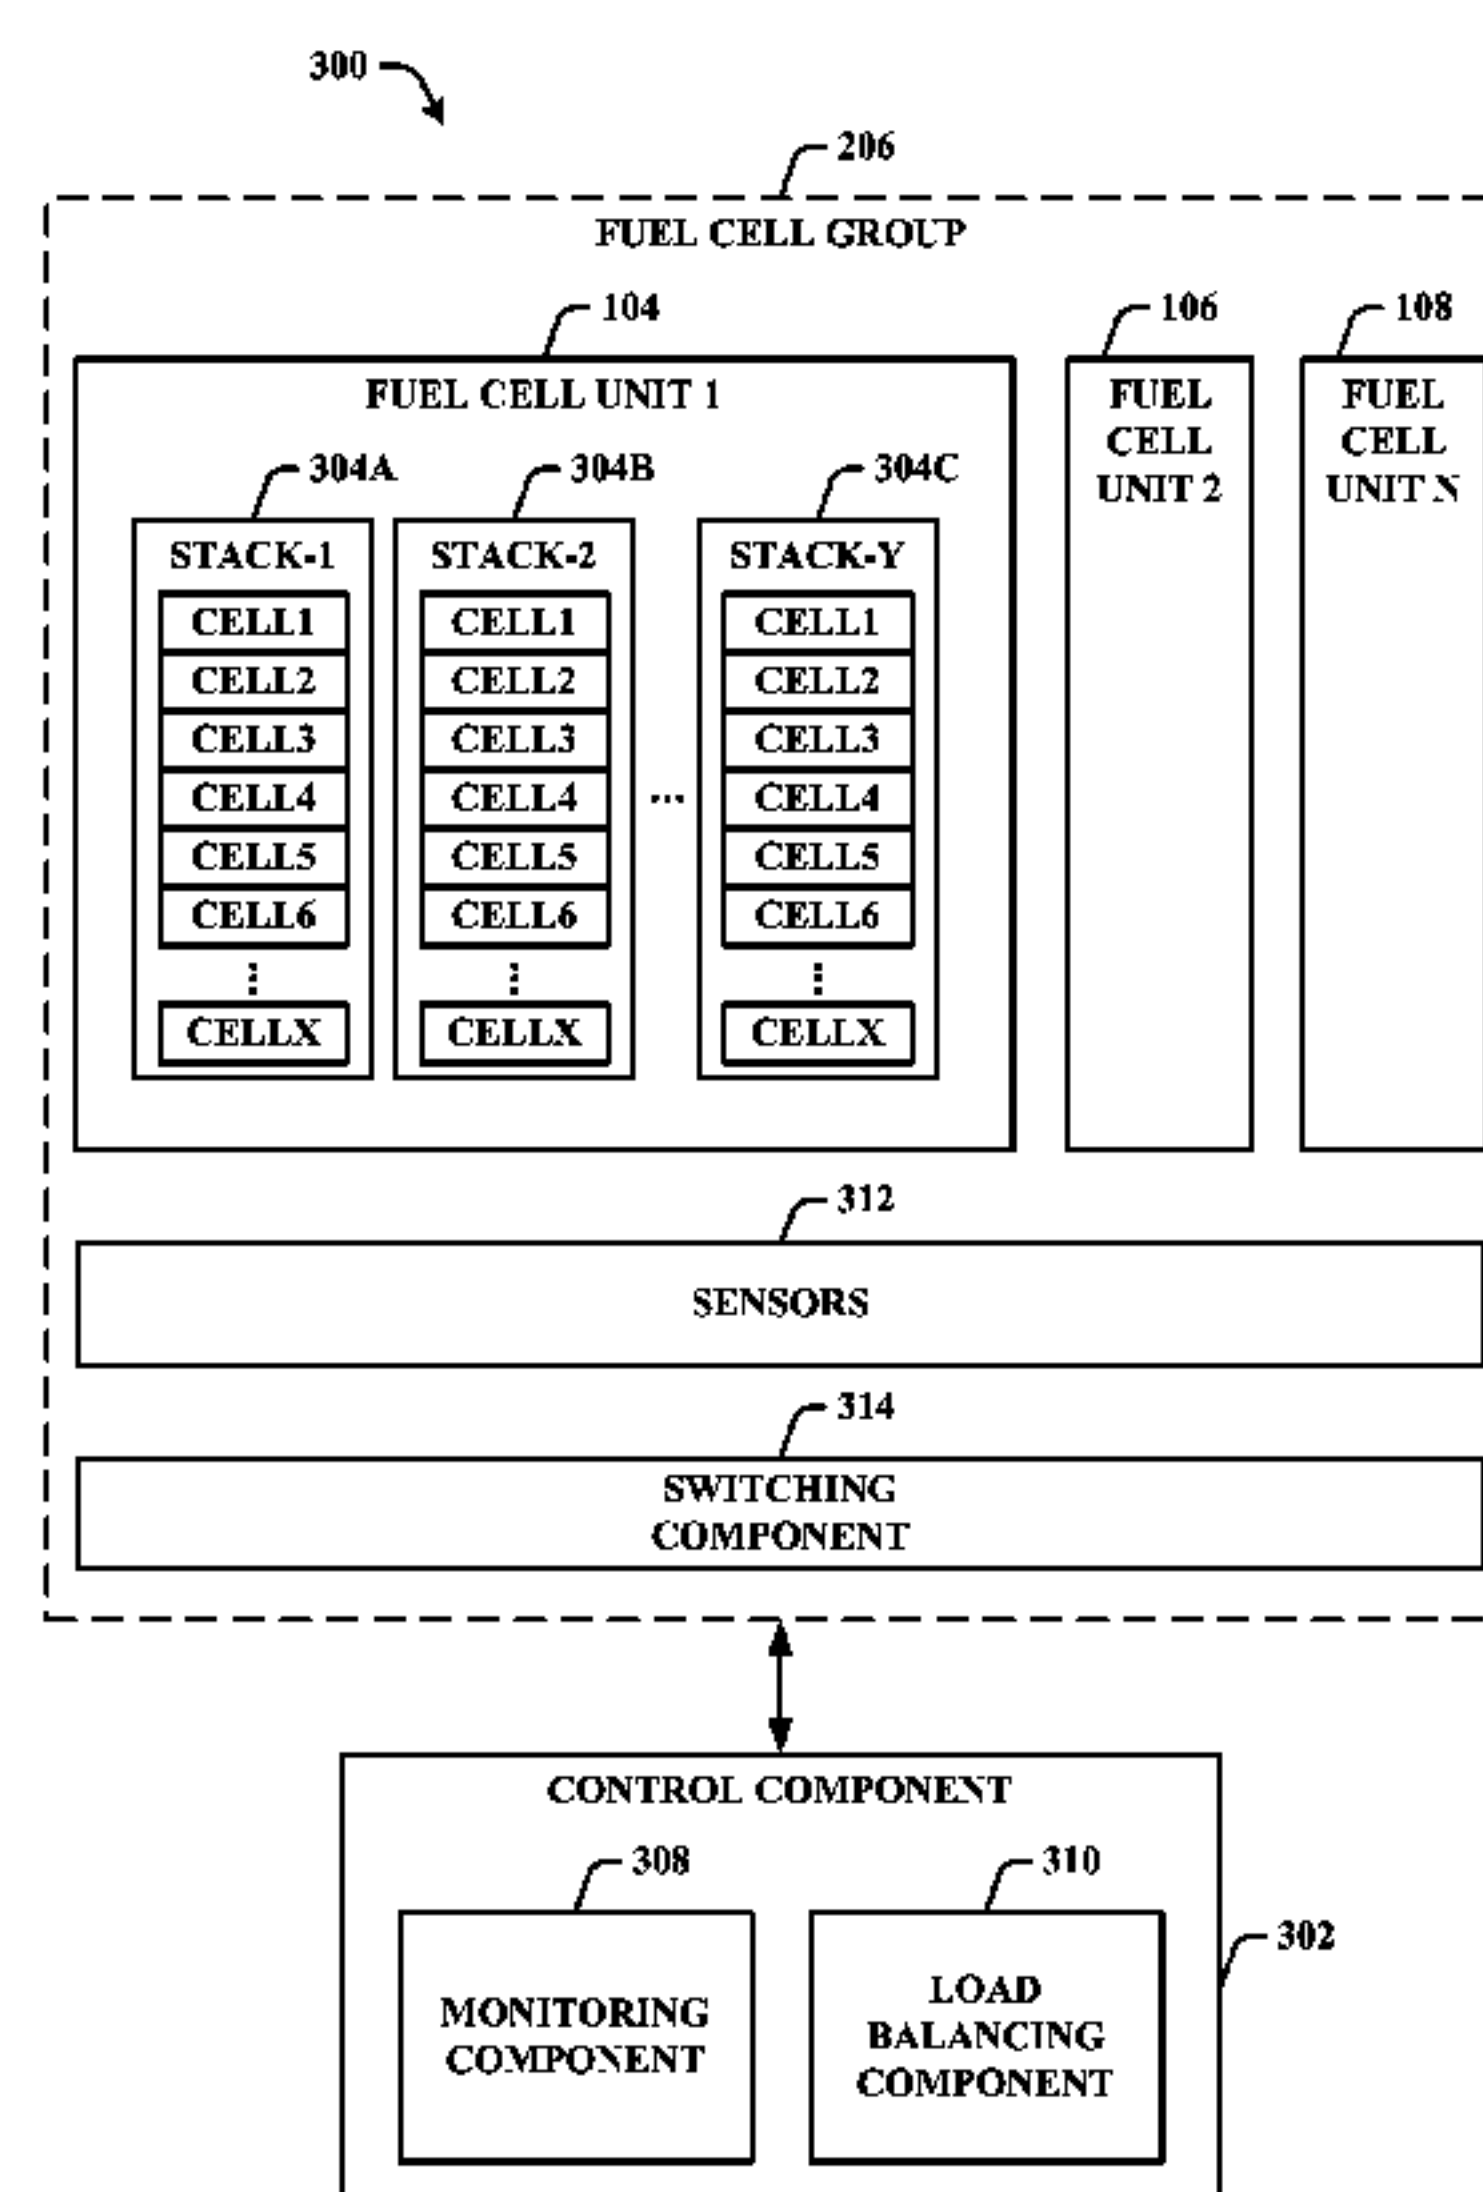 300
206
FUEL CELL GROUP
104
106
108
FUEL CELL UNIT 1
FUEL
CELL
UNIT 2
FUEL
CELL
UNIT N
304A
304B
304C
STACK-1
CELL1
CELL2
CELL3
CELL4
CELL5
CELL6
⋮
CELLX
STACK-2
CELL1
CELL2
CELL3
CELL4
CELL5
CELL6
⋮
CELLX
...
STACK-Y
CELL1
CELL2
CELL3
CELL4
CELL5
CELL6
⋮
CELLX
312
SENSORS
314
SWITCHING
COMPONENT
CONTROL COMPONENT
308
310
302
MONITORING
COMPONENT
LOAD
BALANCING
COMPONENT